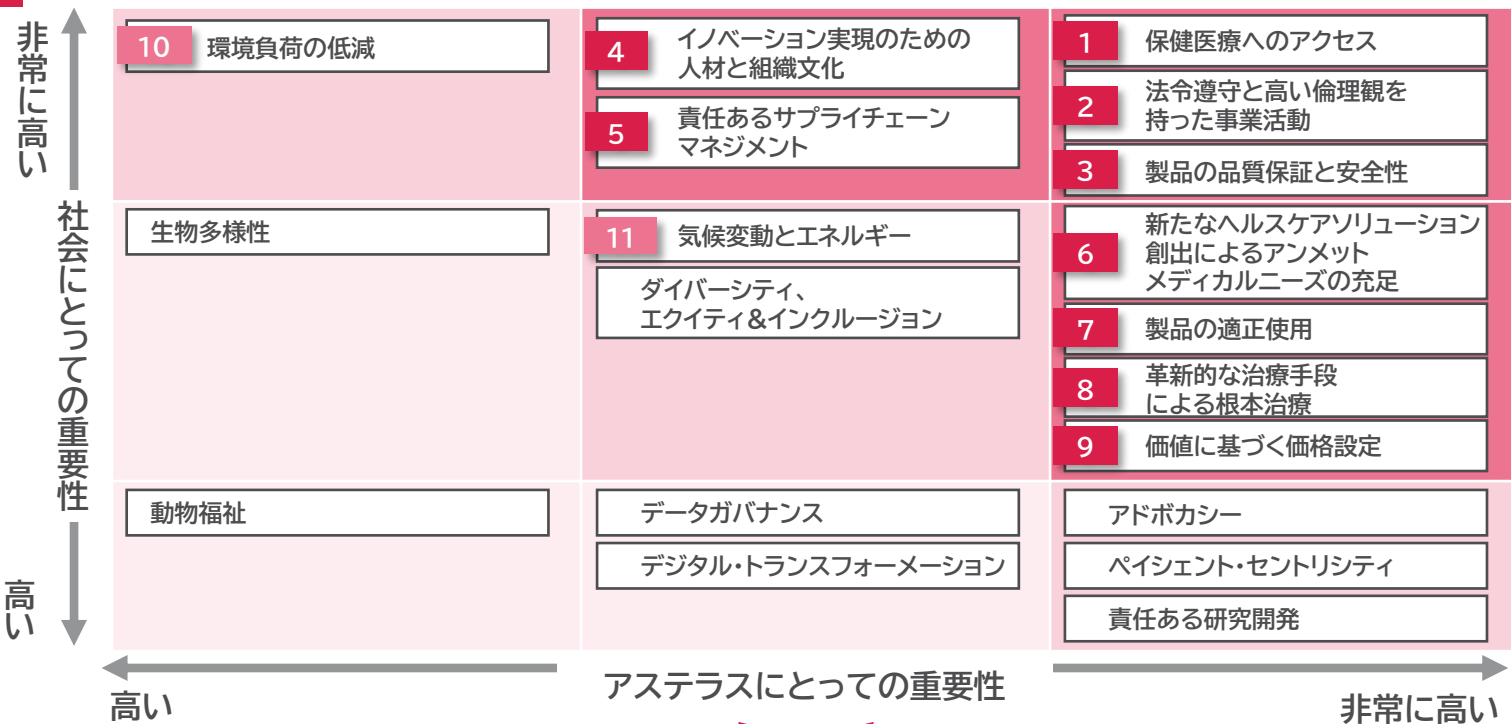 非常に高い
社会にとっての重要性
高い
10 環境負荷の低減
4 イノベーション実現のための
人材と組織文化
5 責任あるサプライチェーン
マネジメント
1 保健医療へのアクセス
2 法令遵守と高い倫理観を
持った事業活動
3 製品の品質保証と安全性
生物多様性
11 気候変動とエネルギー
ダイバーシティ、
エクイティ&インクルージョン
6 新たなヘルスケアソリューション
創出によるアンメット
メディカルニーズの充足
7 製品の適正使用
8 革新的な治療手段
による根本治療
9 価値に基づく価格設定
動物福祉
データガバナンス
デジタル・トランスフォーメーション
アドボカシー
ペイシェント・セントリシティ
責任ある研究開発
高い
アステラスにとっての重要性
非常に高い